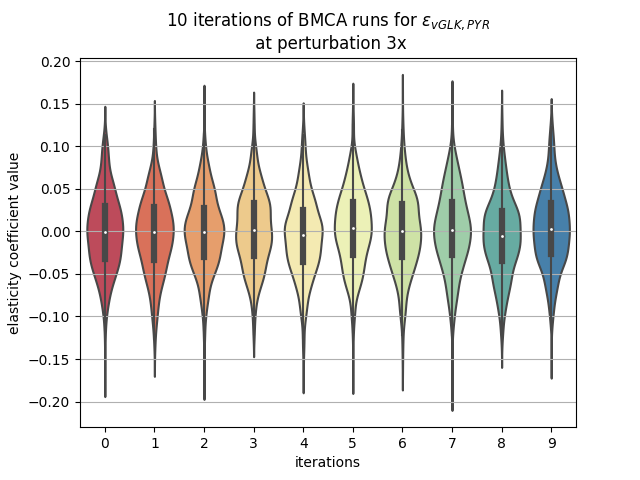 10 iterations of BMCA runs for ε_{vGLK, PYR}
at perturbation 3x
0.20
0.15
0.10
0.05
0.00
−0.05
−0.10
−0.15
−0.20
elasticity coefficient value
0 1 2 3 4 5 6 7 8 9
iterations